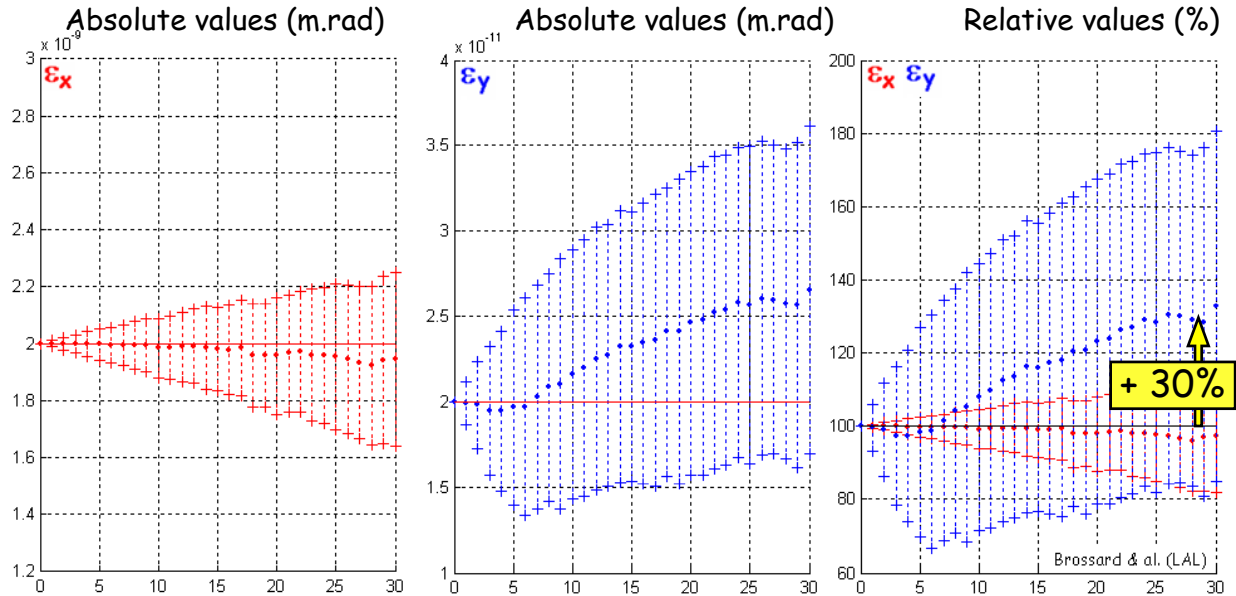 Absolute values (m.rad)
x 10⁻⁹
εx
3
2.8
2.6
2.4
2.2
2
1.8
1.6
1.4
1.2
0 5 10 15 20 25 30
Absolute values (m.rad)
x 10⁻¹¹
εy
4
3.5
3
2.5
2
1.5
1
0 5 10 15 20 25 30
Relative values (%)
εx εy
200
180
160
140
120
100
80
60
+ 30%
Brossard & al. (LAL)
0 5 10 15 20 25 30